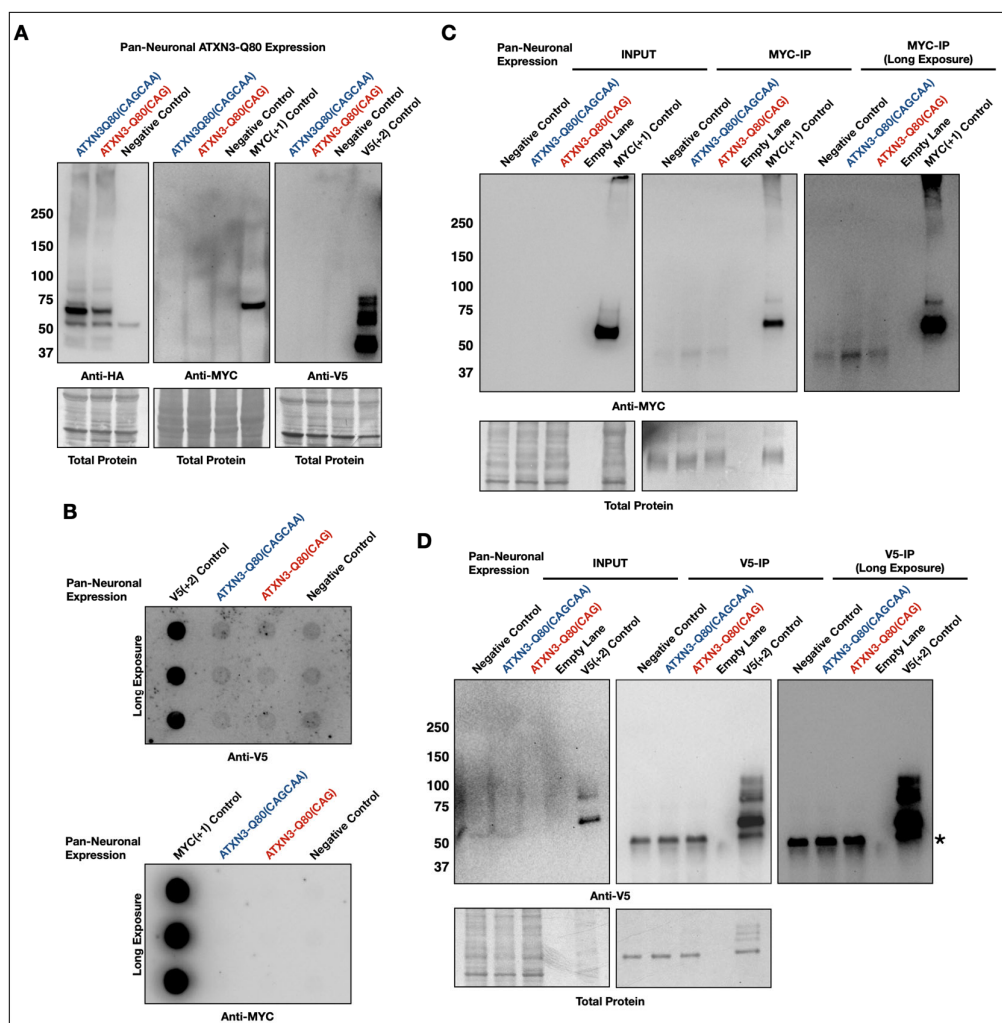 A
Pan-Neuronal ATXN3-Q80 Expression
ATXN3Q80(CAGCAA)
ATXN3-Q80(CAG)
Negative Control
ATXN3Q80(CAGCAA)
ATXN3-Q80(CAG)
Negative Control
MYC(+1) Control
ATXN3Q80(CAGCAA)
ATXN3-Q80(CAG)
Negative Control
V5(+2) Control
250
150
100
75
50
37
Anti-HA
Anti-MYC
Anti-V5
Total Protein
Total Protein
Total Protein
B
Pan-Neuronal
Expression
V5(+2) Control
ATXN3-Q80(CAGCAA)
ATXN3-Q80(CAG)
Negative Control
Long Exposure
Anti-V5
Pan-Neuronal
Expression
MYC(+1) Control
ATXN3-Q80(CAGCAA)
ATXN3-Q80(CAG)
Negative Control
Long Exposure
Anti-MYC
C
Pan-Neuronal
Expression
INPUT
MYC-IP
MYC-IP
(Long Exposure)
Negative Control
ATXN3-Q80(CAGCAA)
ATXN3-Q80(CAG)
Empty Lane
MYC(+1) Control
Negative Control
ATXN3-Q80(CAGCAA)
ATXN3-Q80(CAG)
Empty Lane
MYC(+1) Control
Negative Control
ATXN3-Q80(CAGCAA)
ATXN3-Q80(CAG)
Empty Lane
MYC(+1) Control
250
150
100
75
50
37
Anti-MYC
Total Protein
D
Pan-Neuronal
Expression
INPUT
V5-IP
V5-IP
(Long Exposure)
Negative Control
ATXN3-Q80(CAGCAA)
ATXN3-Q80(CAG)
Empty Lane
V5(+2) Control
Negative Control
ATXN3-Q80(CAGCAA)
ATXN3-Q80(CAG)
Empty Lane
V5(+2) Control
Negative Control
ATXN3-Q80(CAGCAA)
ATXN3-Q80(CAG)
Empty Lane
V5(+2) Control
250
150
100
75
50
37
*
Anti-V5
Total Protein